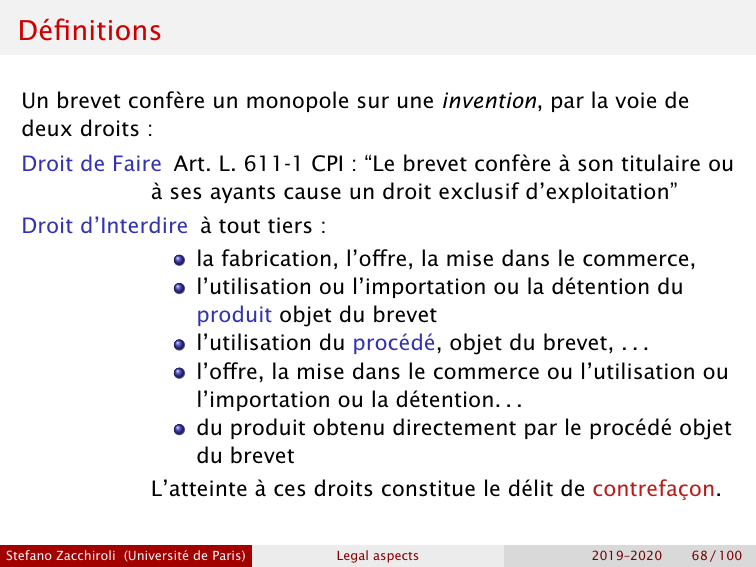 Définitions
Un brevet confère un monopole sur une invention, par la voie de
deux droits :
Droit de Faire Art. L. 611-1 CPI : “Le brevet confère à son titulaire ou
à ses ayants cause un droit exclusif d’exploitation”
Droit d’Interdire à tout tiers :
la fabrication, l’offre, la mise dans le commerce,
l’utilisation ou l’importation ou la détention du
produit objet du brevet
l’utilisation du procédé, objet du brevet, . . .
l’offre, la mise dans le commerce ou l’utilisation ou
l’importation ou la détention. . .
du produit obtenu directement par le procédé objet
du brevet
L’atteinte à ces droits constitue le délit de contrefaçon.
Stefano Zacchiroli (Université de Paris) Legal aspects 2019–2020 68 / 100